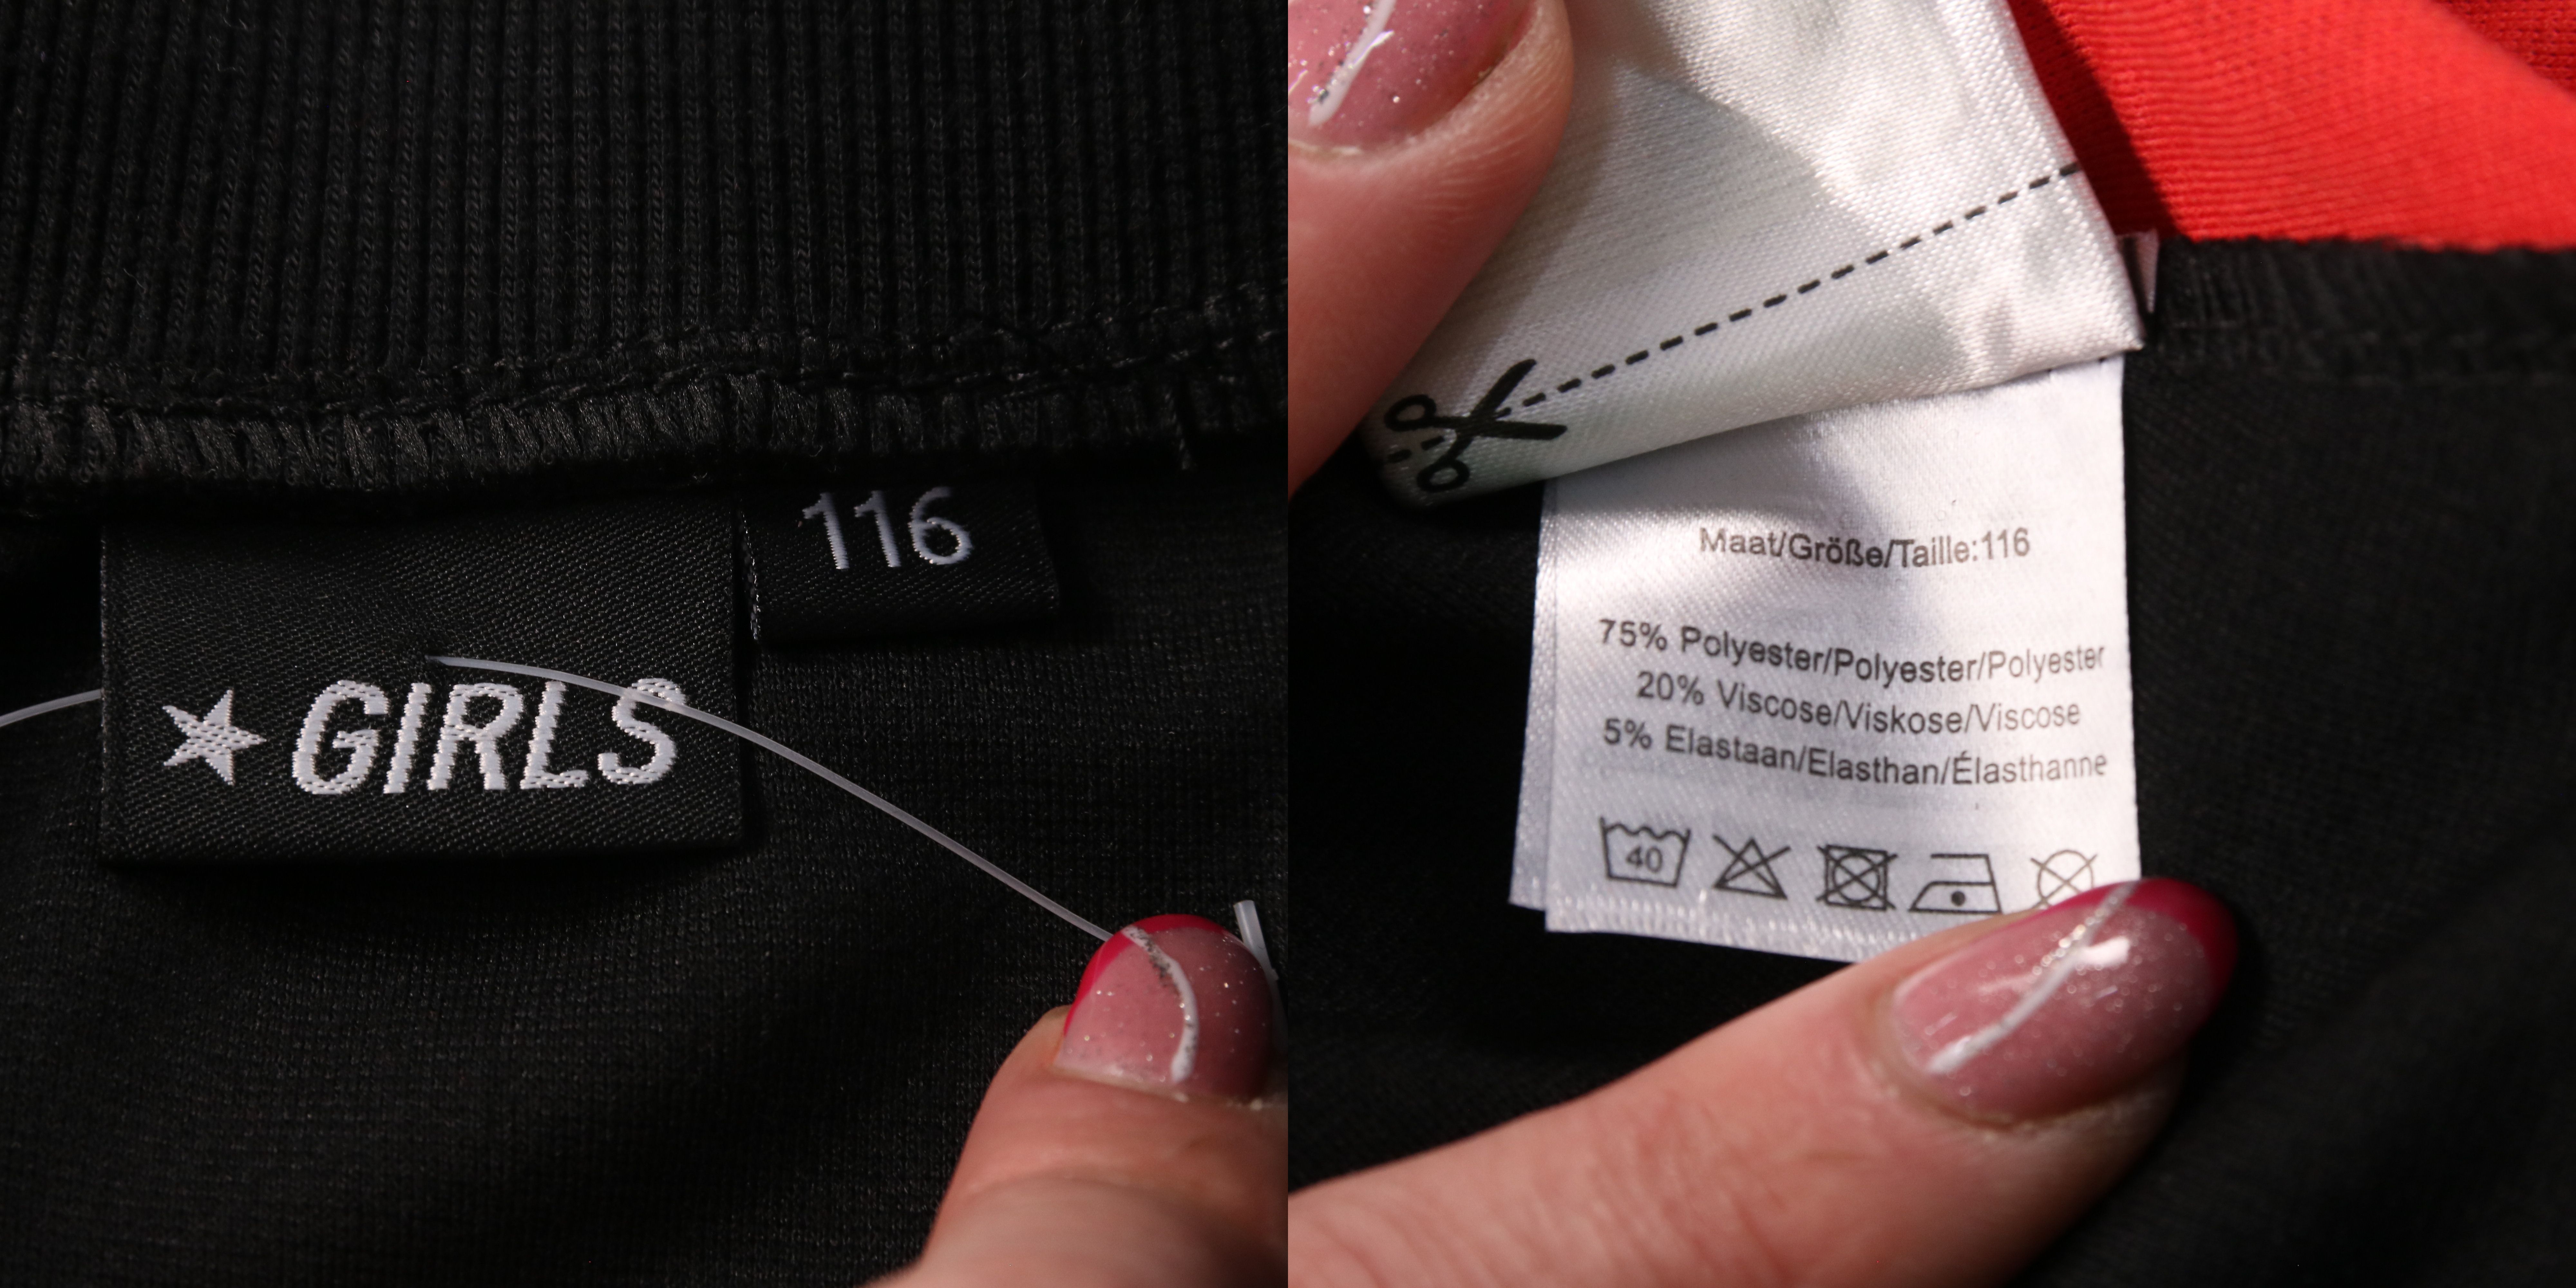 116
GIRLS
Maat/Größe/Taille:116
75% Polyester/Polyester/Polyester
20% Viscose/Viskose/Viscose
5% Elastaan/Elasthan/Élasthanne
40